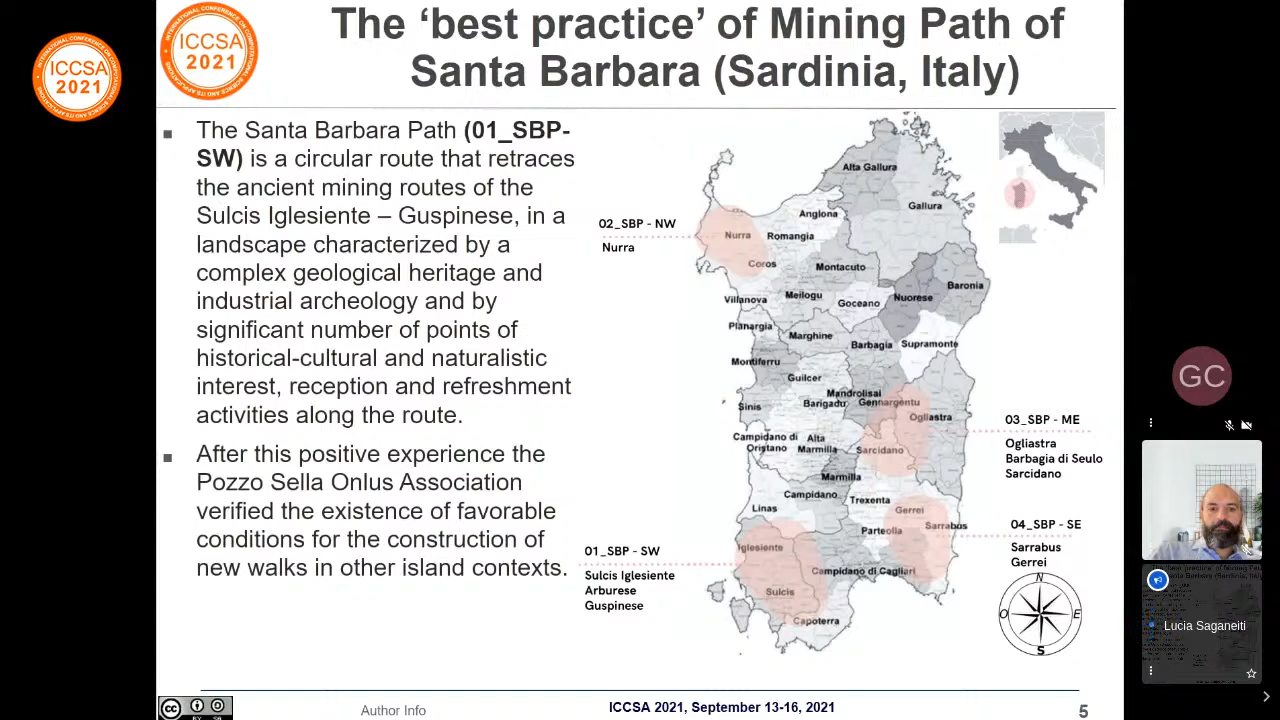 ICCSA
2021
ICCSA
2021
The ‘best practice’ of Mining Path of
Santa Barbara (Sardinia, Italy)
▪ The Santa Barbara Path (01_SBP-
SW) is a circular route that retraces
the ancient mining routes of the
Sulcis Iglesiente – Guspinese, in a
landscape characterized by a
complex geological heritage and
industrial archeology and by
significant number of points of
historical-cultural and naturalistic
interest, reception and refreshment
activities along the route.
▪ After this positive experience the
Pozzo Sella Onlus Association
verified the existence of favorable
conditions for the construction of
new walks in other island contexts.
02_SBP - NW
Nurra
01_SBP - SW
Sulcis Iglesiente
Arburese
Guspinese
Alta Gallura
Gallura
Anglona
Nurra
Romangia
Coros
Montacuto
Baronia
Villanova
Meilogu
Goceano
Nuorese
Planargia
Marghine
Barbagia
Supramonte
Montiferru
Guilcer
Mandrolisai
Sinis
Barigadu
Gennargentu
Ogliastra
Campidano di
Oristano
Alta
Marmilla
Sarcidano
Marmilla
Campidano
Trexenta
Linas
Gerrei
Parteolla
Sarrabus
Iglesiente
Campidano di Cagliari
Sulcis
Capoterra
03_SBP - ME
Ogliastra
Barbagia di Seulo
Sarcidano
04_SBP - SE
Sarrabus
Gerrei
N
O
E
S
GC
Lucia Saganeiti
CC
BY SA
Author Info
ICCSA 2021, September 13-16, 2021
5